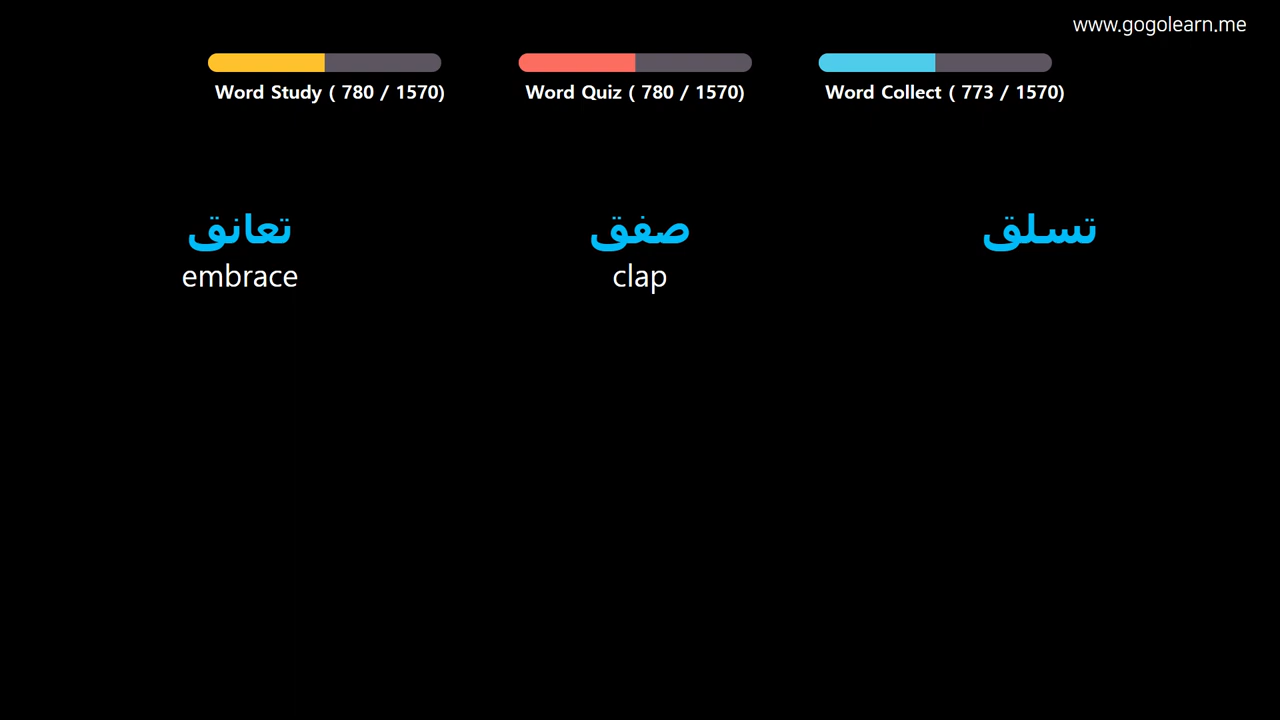 www.gogolearn.me
Word Study ( 780 / 1570)
Word Quiz ( 780 / 1570)
Word Collect ( 773 / 1570)
تعانق
embrace
صفق
clap
تسلق